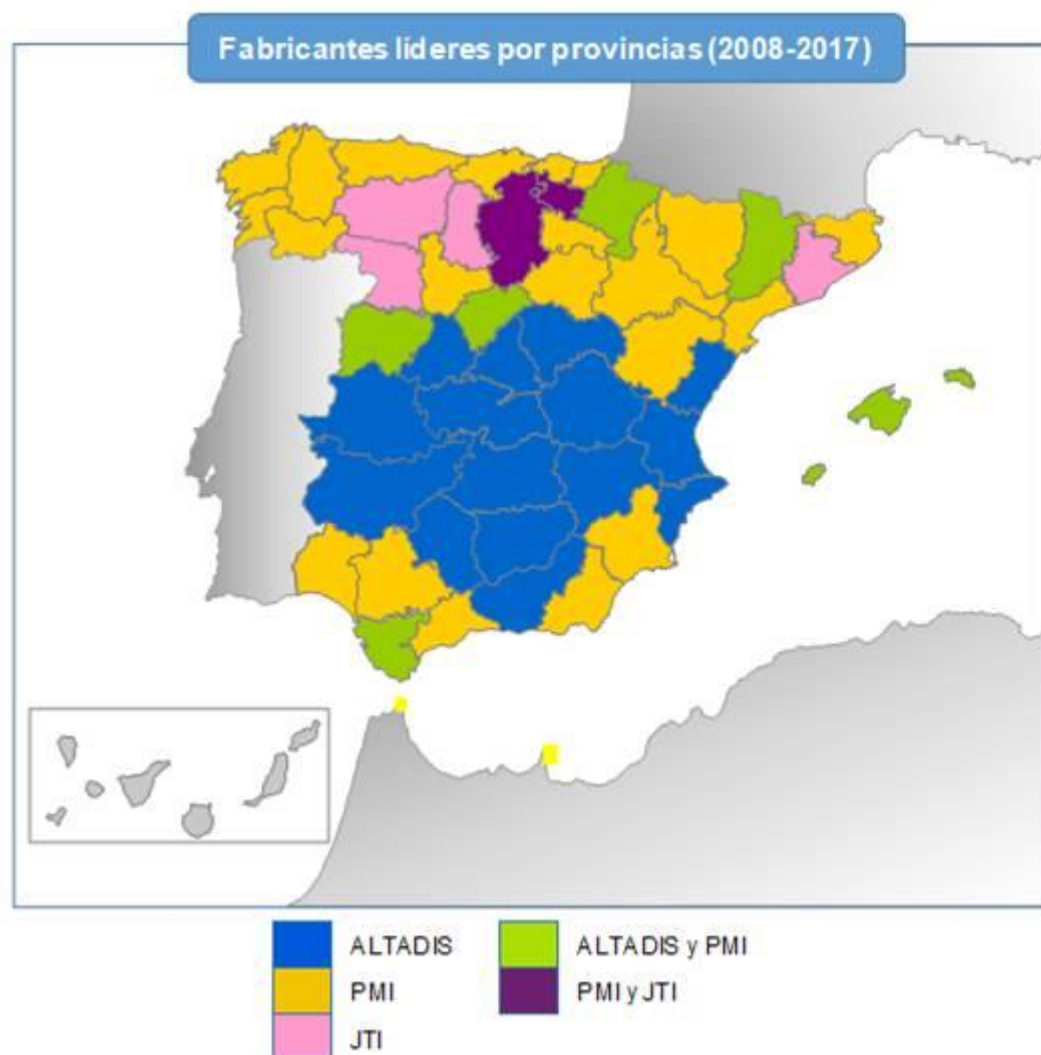 Fabricantes líderes por provincias (2008-2017)
ALTADIS
ALTADIS y PMI
PMI
PMI y JTI
JTI